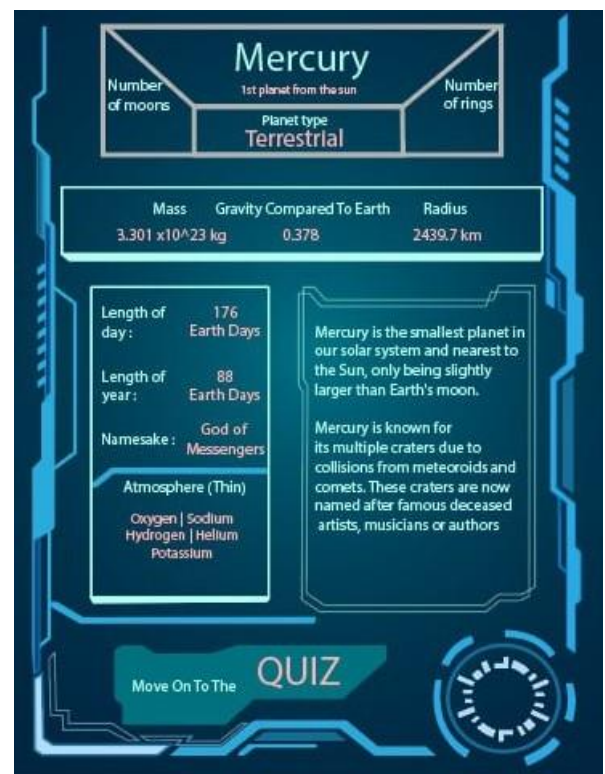 Mercury
1st planet from the sun
Number
of moons
Number
of rings
Planet type
Terrestrial
Mass Gravity Compared To Earth Radius
3.301 x10^23 kg 0.378 2439.7 km
Length of
day :
176
Earth Days
Length of
year :
88
Earth Days
Namesake :
God of
Messengers
Atmosphere (Thin)
Oxygen | Sodium
Hydrogen | Helium
Potassium
Mercury is the smallest planet in
our solar system and nearest to
the Sun, only being slightly
larger than Earth's moon.
Mercury is known for
its multiple craters due to
collisions from meteoroids and
comets. These craters are now
named after famous deceased
artists, musicians or authors
Move On To The QUIZ